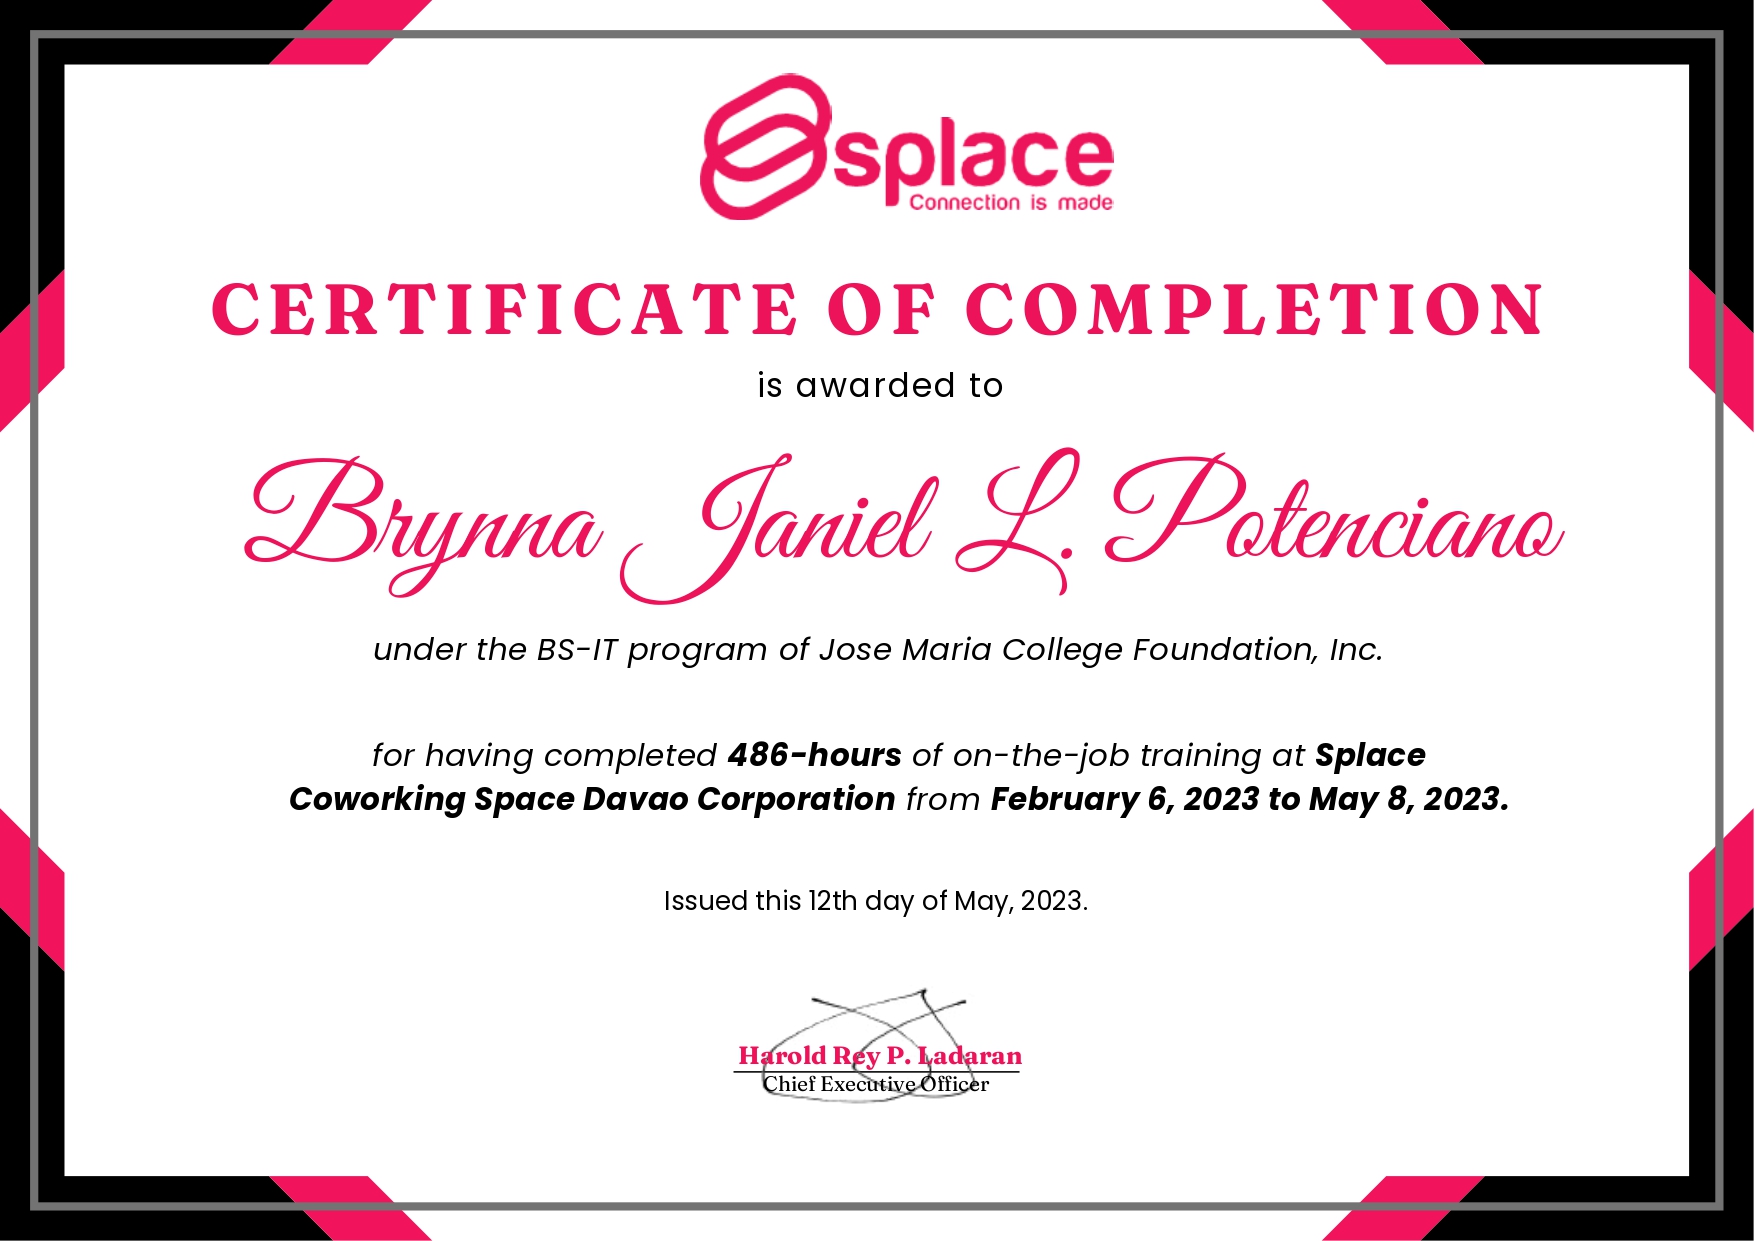 splace
Connection is made
CERTIFICATE OF COMPLETION
is awarded to
Brynna Janiel L. Potenciano
under the BS-IT program of Jose Maria College Foundation, Inc.
for having completed 486-hours of on-the-job training at Splace
Coworking Space Davao Corporation from February 6, 2023 to May 8, 2023.
Issued this 12th day of May, 2023.
Harold Rey P. Ladaran
Chief Executive Officer